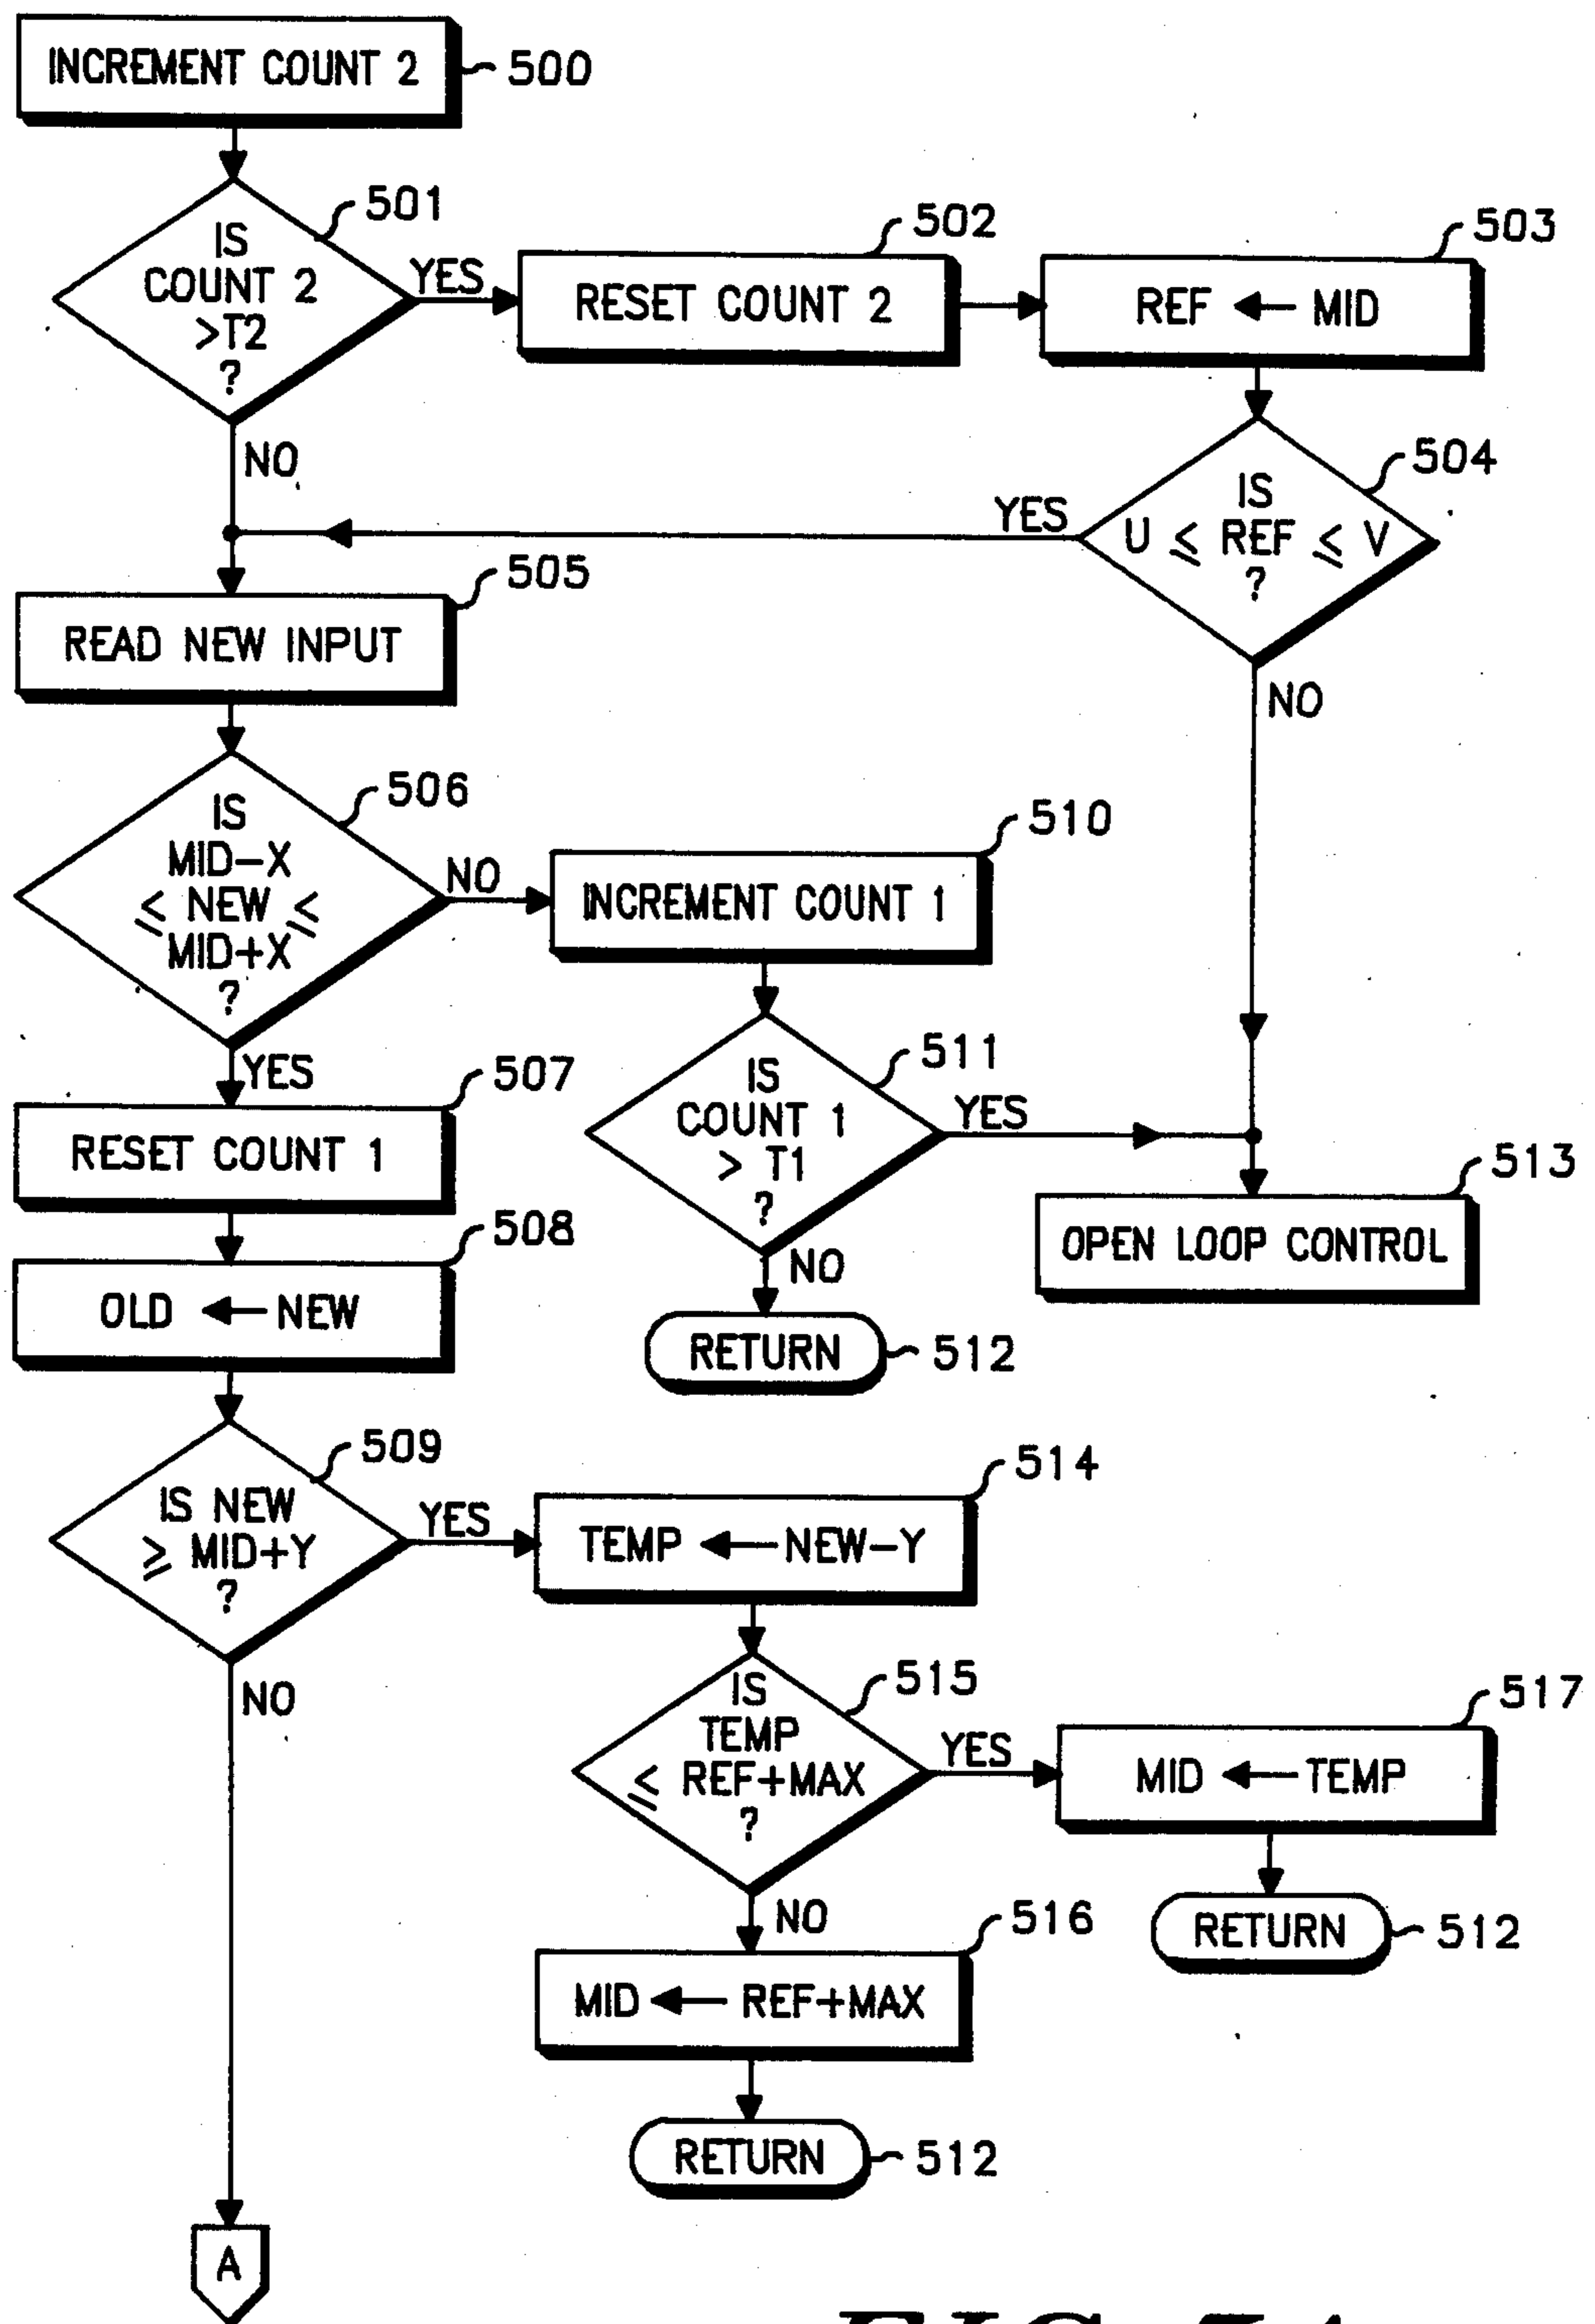 INCREMENT COUNT 2
500
IS
COUNT 2
>T2
?
501
YES
NO
RESET COUNT 2
502
REF ← MID
503
IS
U ≤ REF ≤ V
?
504
YES
NO
READ NEW INPUT
505
IS
MID-X
≤ NEW ≤
MID+X
?
506
NO
YES
INCREMENT COUNT 1
510
IS
COUNT 1
> T1
?
511
YES
NO
RESET COUNT 1
507
OPEN LOOP CONTROL
513
OLD ← NEW
508
RETURN
512
IS NEW
≥ MID+Y
?
509
YES
NO
TEMP ← NEW-Y
514
IS
TEMP
≤ REF+MAX
?
515
YES
NO
MID ← TEMP
517
RETURN
512
MID ← REF+MAX
516
RETURN
512
A